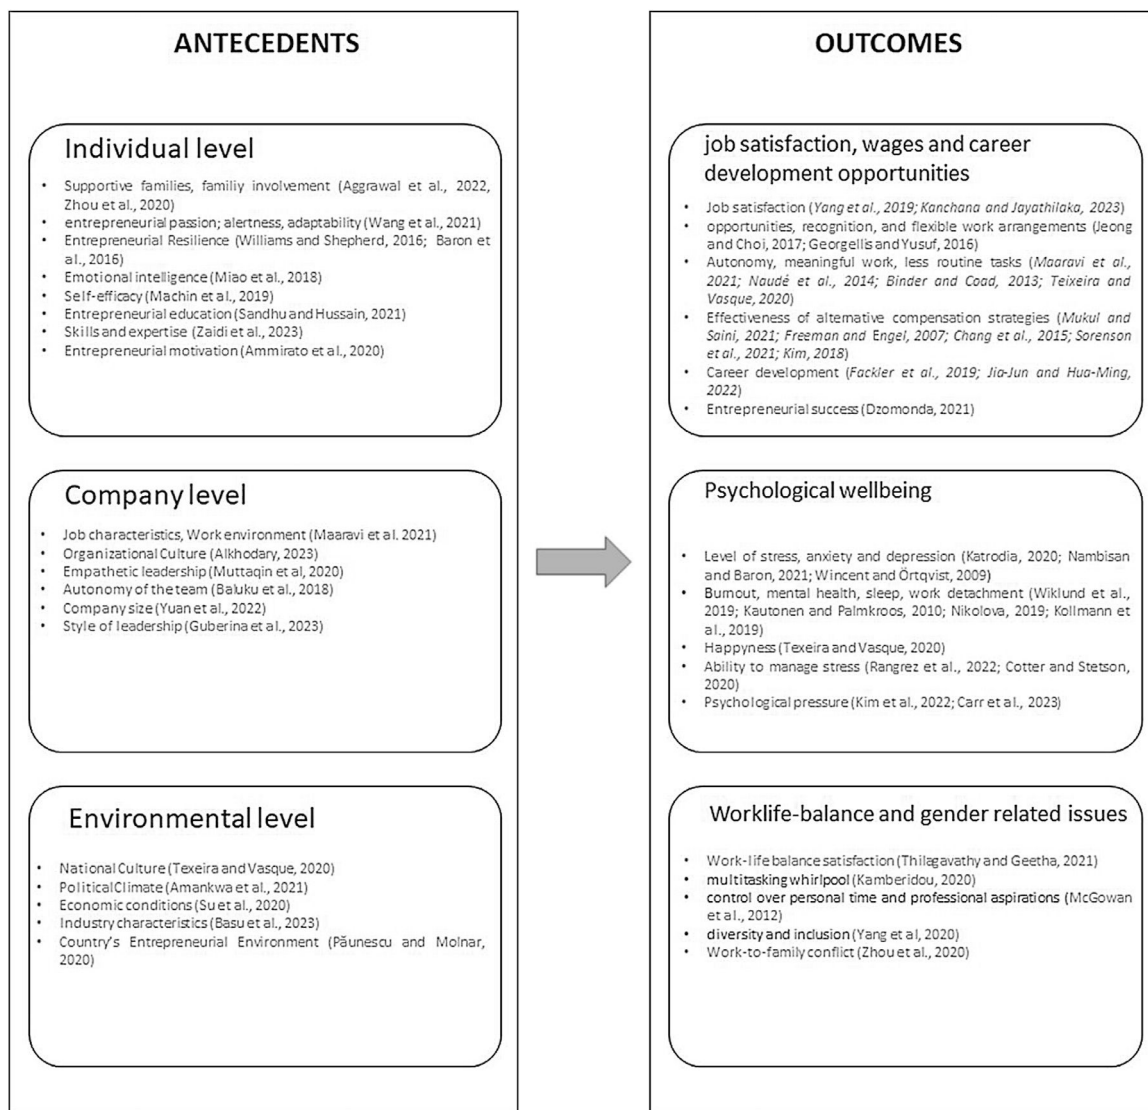 ANTECEDENTS
Individual level
• Supportive families, familiy involvement (Aggrawal et al., 2022,
Zhou et al., 2020)
• entrepreneurial passion; alertness, adaptability (Wang et al., 2021)
• Entrepreneurial Resilience (Williams and Shepherd, 2016; Baron et
al., 2016)
• Emotional intelligence (Miao et al., 2018)
• Self-efficacy (Machin et al., 2019)
• Entrepreneurial education (Sandhu and Hussain, 2021)
• Skills and expertise (Zaidi et al., 2023)
• Entrepreneurial motivation (Ammirato et al., 2020)
Company level
• Job characteristics, Work environment (Maaravi et al. 2021)
• Organizational Culture (Alkhodary, 2023)
• Empathetic leadership (Muttaqin et al, 2020)
• Autonomy of the team (Baluku et al., 2018)
• Company size (Yuan et al., 2022)
• Style of leadership (Guberina et al., 2023)
Environmental level
• National Culture (Texeira and Vasque, 2020)
• Political Climate (Amankwa et al., 2021)
• Economic conditions (Su et al., 2020)
• Industry characteristics (Basu et al., 2023)
• Country's Entrepreneurial Environment (Păunescu and Molnar,
2020)
OUTCOMES
job satisfaction, wages and career
development opportunities
• Job satisfaction (Yang et al., 2019; Kanchana and Jayathilaka, 2023)
• opportunities, recognition, and flexible work arrangements (Jeong
and Choi, 2017; Georgellis and Yusuf, 2016)
• Autonomy, meaningful work, less routine tasks (Maaravi et al.,
2021; Naudé et al., 2014; Binder and Coad, 2013; Teixeira and
Vasque, 2020)
• Effectiveness of alternative compensation strategies (Mukul and
Saini, 2021; Freeman and Engel, 2007; Chang et al., 2015; Sorenson
et al., 2021; Kim, 2018)
• Career development (Fackler et al., 2019; Jia-Jun and Hua-Ming,
2022)
• Entrepreneurial success (Dzomonda, 2021)
Psychological wellbeing
• Level of stress, anxiety and depression (Katrodia, 2020; Nambisan
and Baron, 2021; Wincent and Örtqvist, 2009)
• Burnout, mental health, sleep, work detachment (Wiklund et al.,
2019; Kautonen and Palmkroos, 2010; Nikolova, 2019; Kollmann et
al., 2019)
• Happyness (Texeira and Vasque, 2020)
• Ability to manage stress (Rangrez et al., 2022; Cotter and Stetson,
2020)
• Psychological pressure (Kim et al., 2022; Carr et al., 2023)
Worklife-balance and gender related issues
• Work-life balance satisfaction (Thilagavathy and Geetha, 2021)
• multitasking whirlpool (Kamberidou, 2020)
• control over personal time and professional aspirations (McGowan
et al., 2012)
• diversity and inclusion (Yang et al, 2020)
• Work-to-family conflict (Zhou et al., 2020)